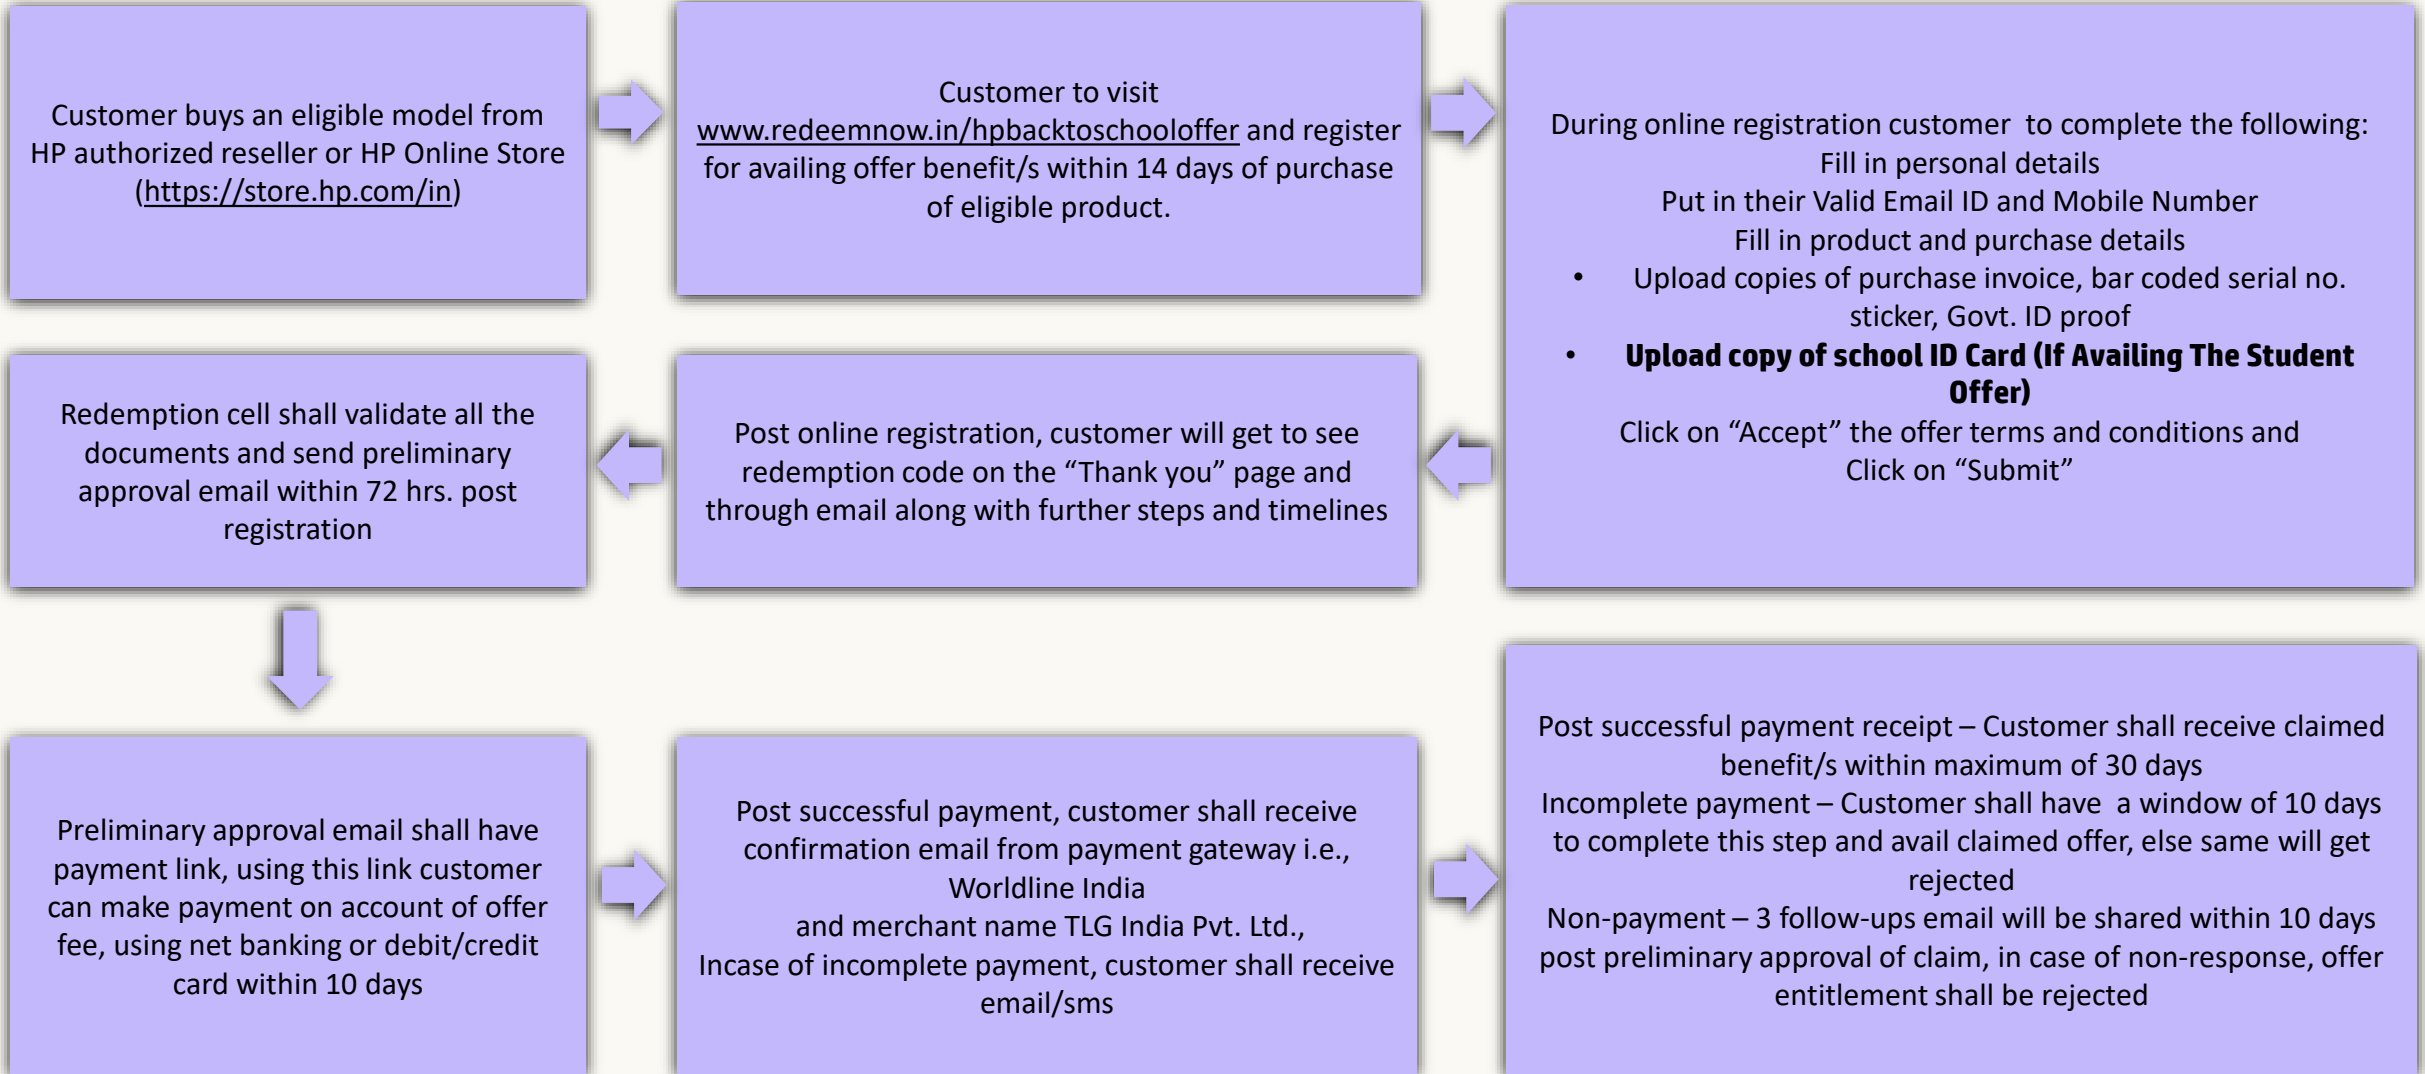 Customer buys an eligible model from
HP authorized reseller or HP Online Store
(https://store.hp.com/in)
Customer to visit
www.redeemnow.in/hpbacktoschooloffer and register
for availing offer benefit/s within 14 days of purchase
of eligible product.
During online registration customer to complete the following:
Fill in personal details
Put in their Valid Email ID and Mobile Number
Fill in product and purchase details
• Upload copies of purchase invoice, bar coded serial no.
sticker, Govt. ID proof
• Upload copy of school ID Card (If Availing The Student
Offer)
Click on “Accept” the offer terms and conditions and
Click on “Submit”
Post online registration, customer will get to see
redemption code on the “Thank you” page and
through email along with further steps and timelines
Redemption cell shall validate all the
documents and send preliminary
approval email within 72 hrs. post
registration
Preliminary approval email shall have
payment link, using this link customer
can make payment on account of offer
fee, using net banking or debit/credit
card within 10 days
Post successful payment, customer shall receive
confirmation email from payment gateway i.e.,
Worldline India
and merchant name TLG India Pvt. Ltd.,
Incase of incomplete payment, customer shall receive
email/sms
Post successful payment receipt – Customer shall receive claimed
benefit/s within maximum of 30 days
Incomplete payment – Customer shall have a window of 10 days
to complete this step and avail claimed offer, else same will get
rejected
Non-payment – 3 follow-ups email will be shared within 10 days
post preliminary approval of claim, in case of non-response, offer
entitlement shall be rejected